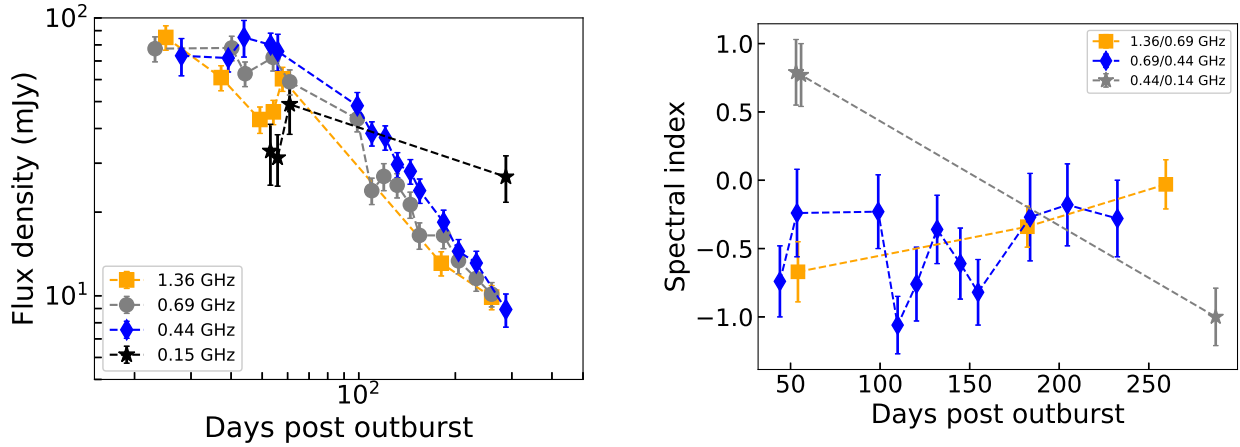 10²
10¹
Flux density (mJy)
1.36 GHz
0.69 GHz
0.44 GHz
0.15 GHz
10²
Days post outburst
1.0
0.5
0.0
−0.5
−1.0
Spectral index
1.36/0.69 GHz
0.69/0.44 GHz
0.44/0.14 GHz
50 100 150 200 250
Days post outburst